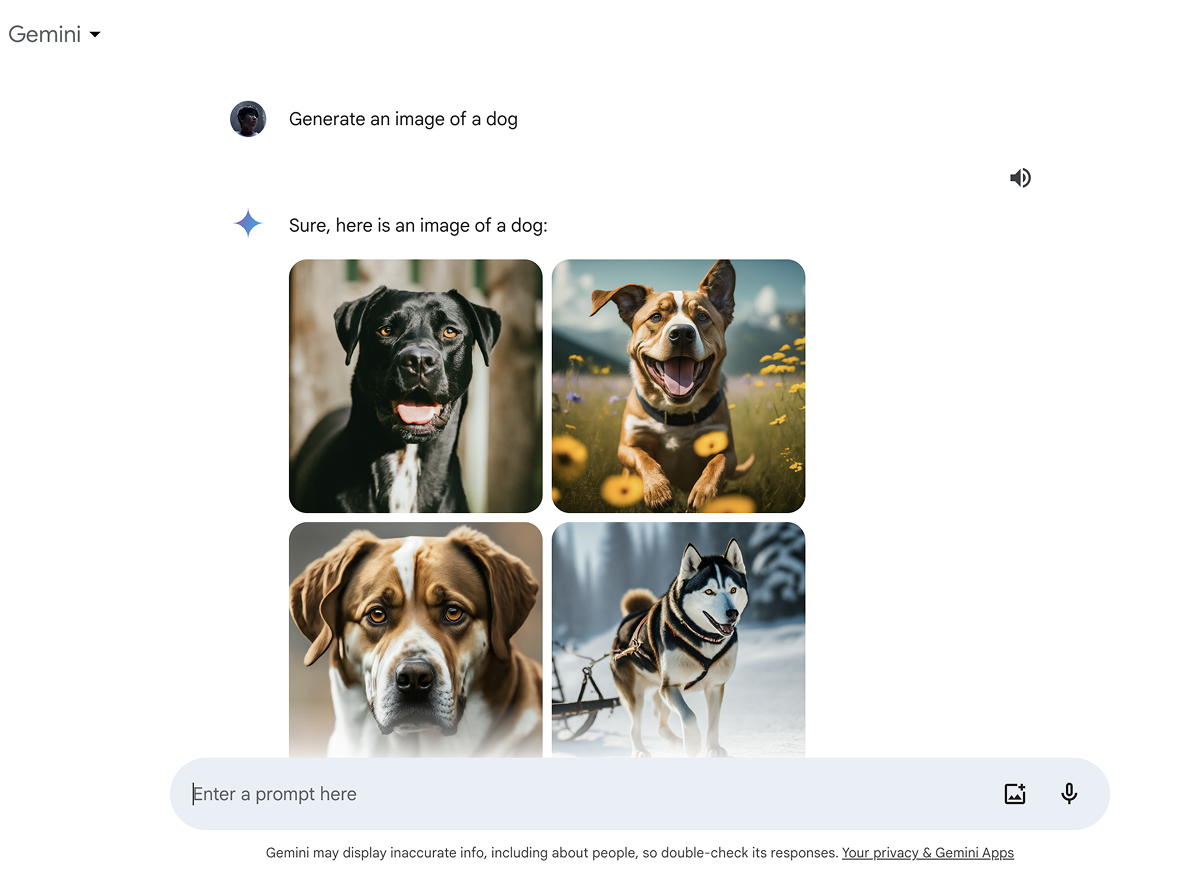 Gemini
Generate an image of a dog
Sure, here is an image of a dog:
Enter a prompt here
Gemini may display inaccurate info, including about people, so double-check its responses. Your privacy & Gemini Apps